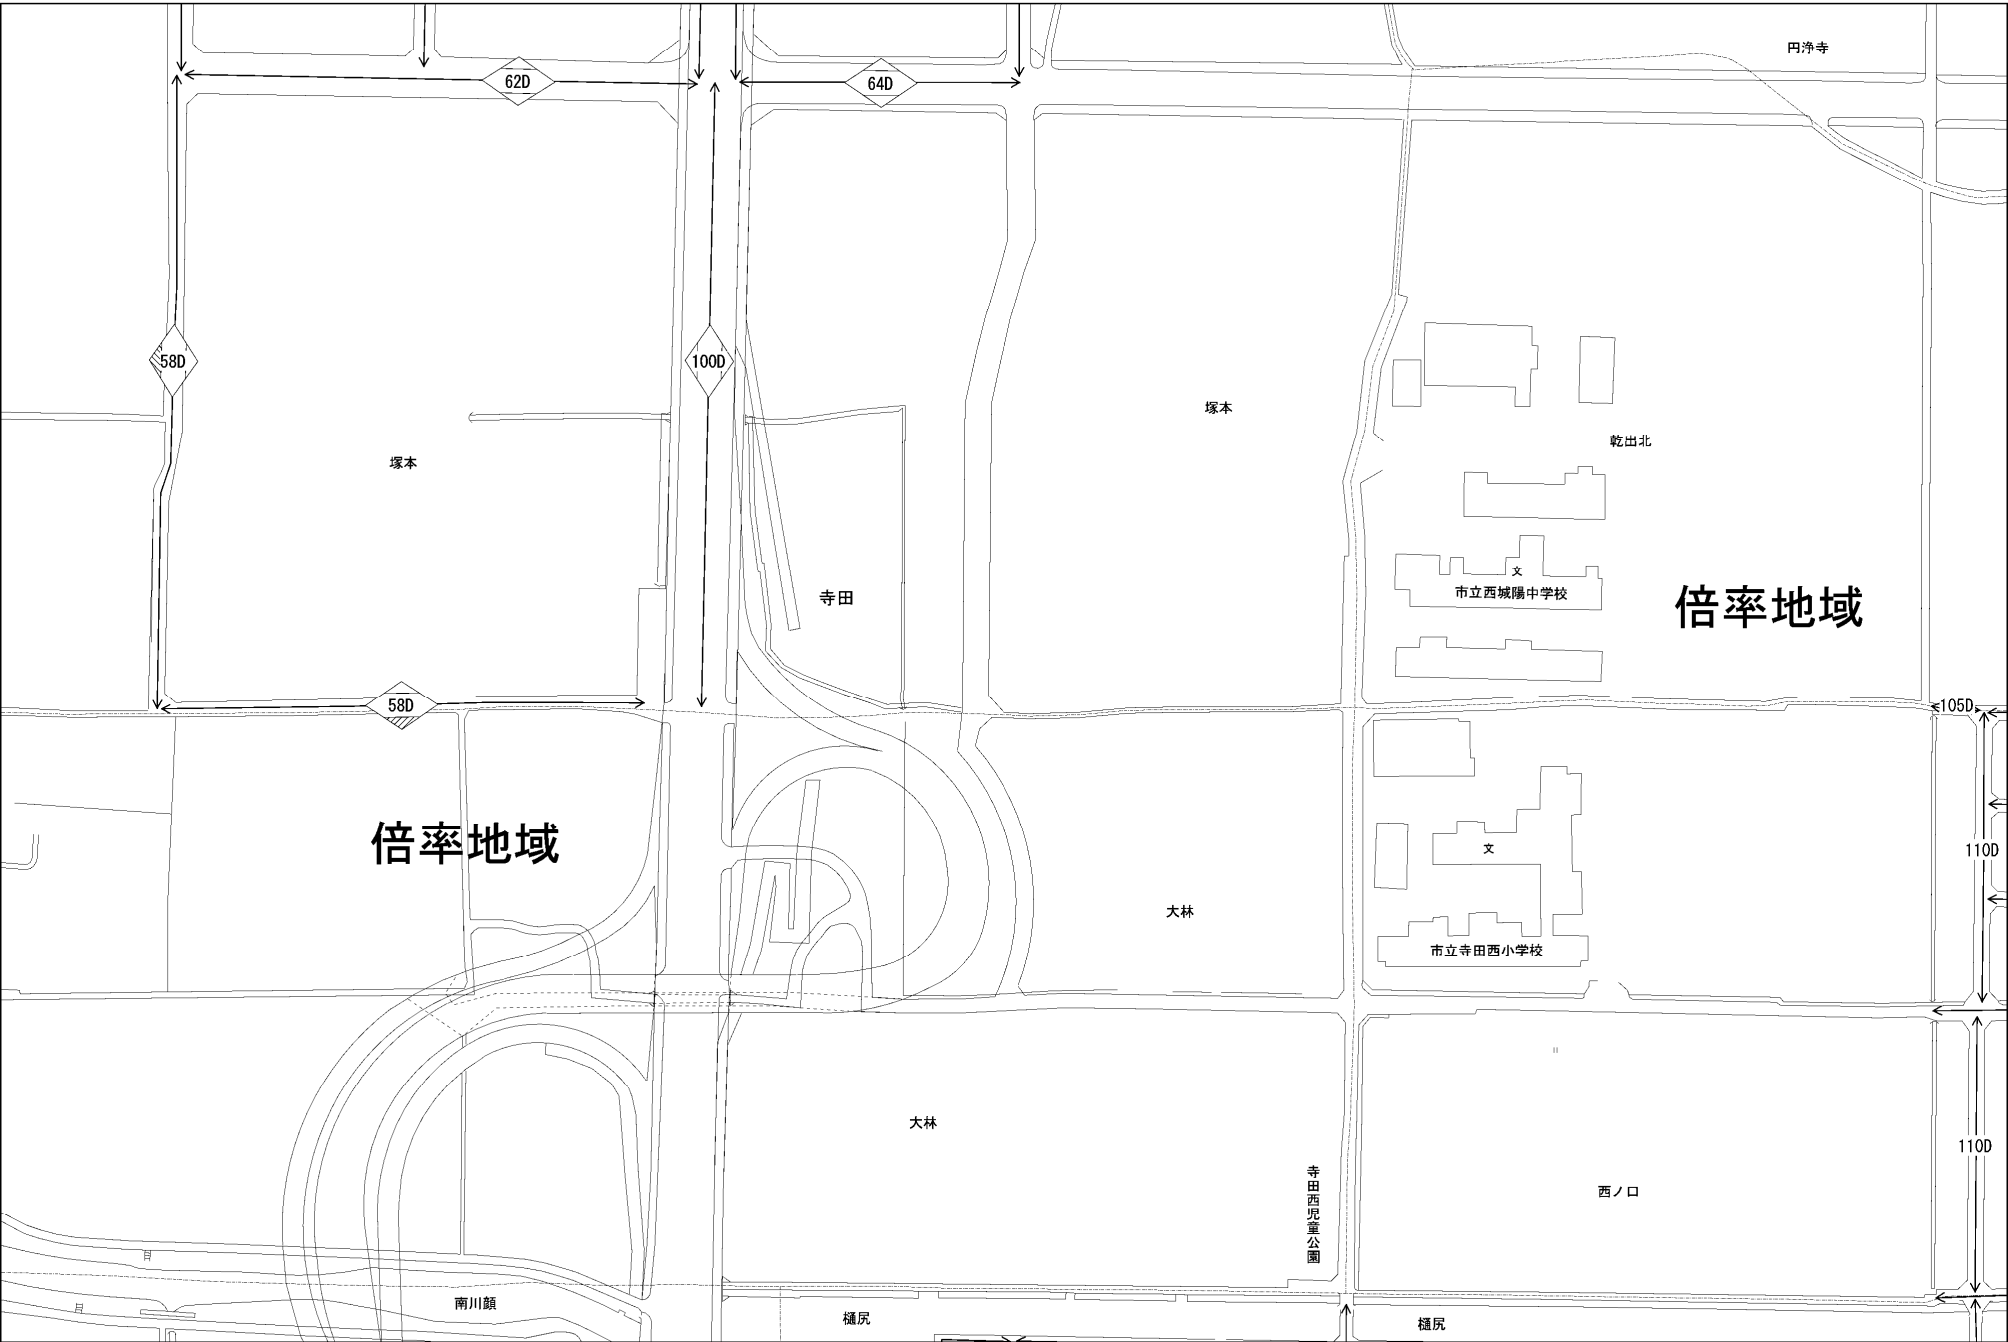 円浄寺
62D
64D
58D
100D
塚本
塚本
乾出北
文
市立西城陽中学校
寺田
倍率地域
58D
105D
倍率地域
文
110D
大林
市立寺田西小学校
大林
110D
寺田西児童公園
西ノ口
南川顔
樋尻
樋尻